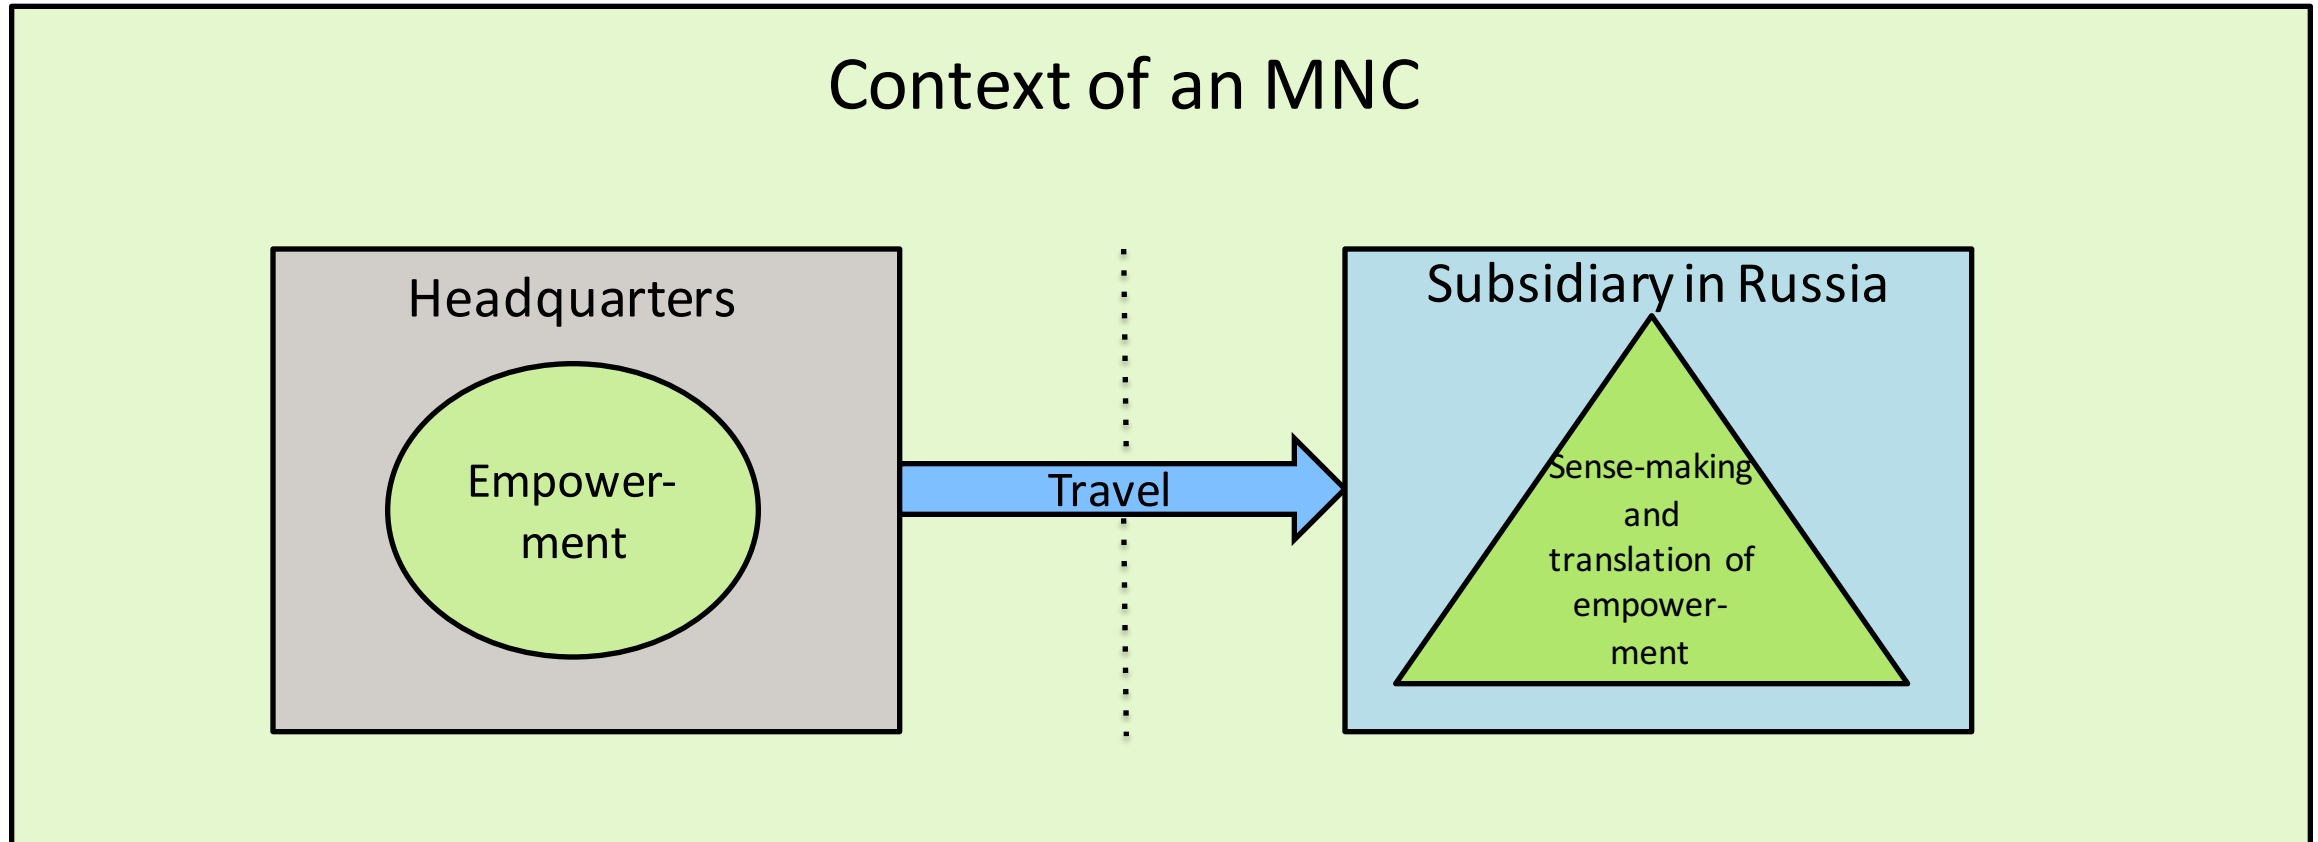 Context of an MNC
Headquarters
Empower-
ment
Travel
Subsidiary in Russia
Sense-making
and
translation of
empower-
ment